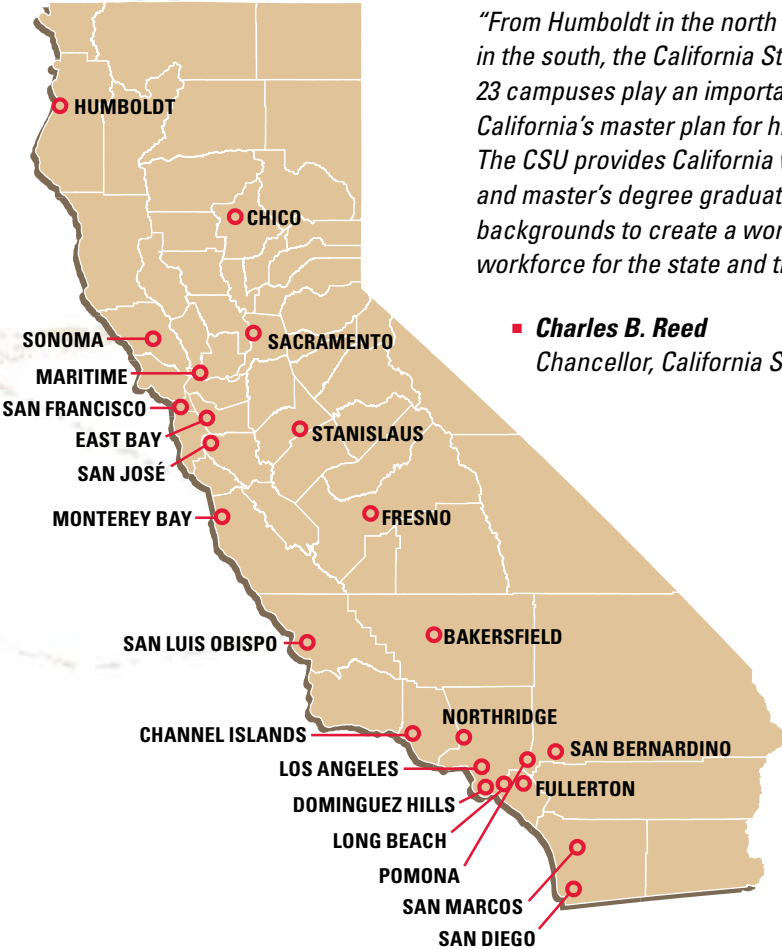 “From Humboldt in the north
in the south, the California St
23 campuses play an importa
California’s master plan for h
The CSU provides California
and master’s degree graduat
backgrounds to create a wor
workforce for the state and t
■ Charles B. Reed
Chancellor, California S
HUMBOLDT
CHICO
SONOMA
SACRAMENTO
MARITIME
SAN FRANCISCO
EAST BAY
STANISLAUS
SAN JOSÉ
MONTEREY BAY
FRESNO
SAN LUIS OBISPO
BAKERSFIELD
NORTHRIDGE
CHANNEL ISLANDS
SAN BERNARDINO
LOS ANGELES
FULLERTON
DOMINGUEZ HILLS
LONG BEACH
POMONA
SAN MARCOS
SAN DIEGO